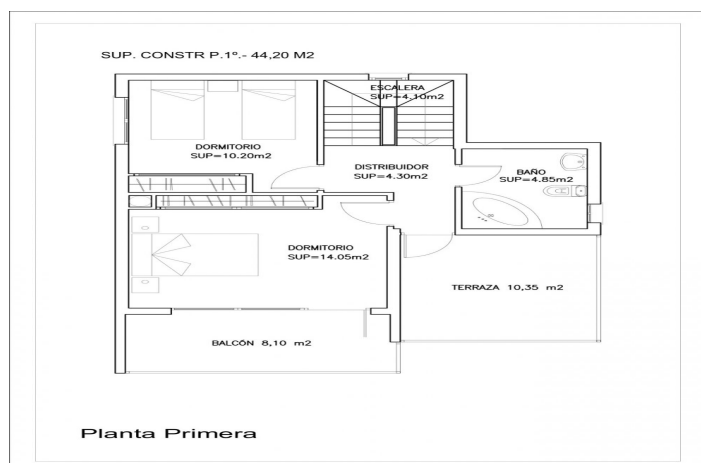 SUP. CONSTR P.1º.- 44,20 M2
ESCALERA
SUP=4.10m2
DORMITORIO
SUP=10.20m2
DISTRIBUIDOR
SUP=4.30m2
BAÑO
SUP=4.85m2
DORMITORIO
SUP=14.05m2
TERRAZA 10,35 m2
BALCÓN 8,10 m2
Planta Primera